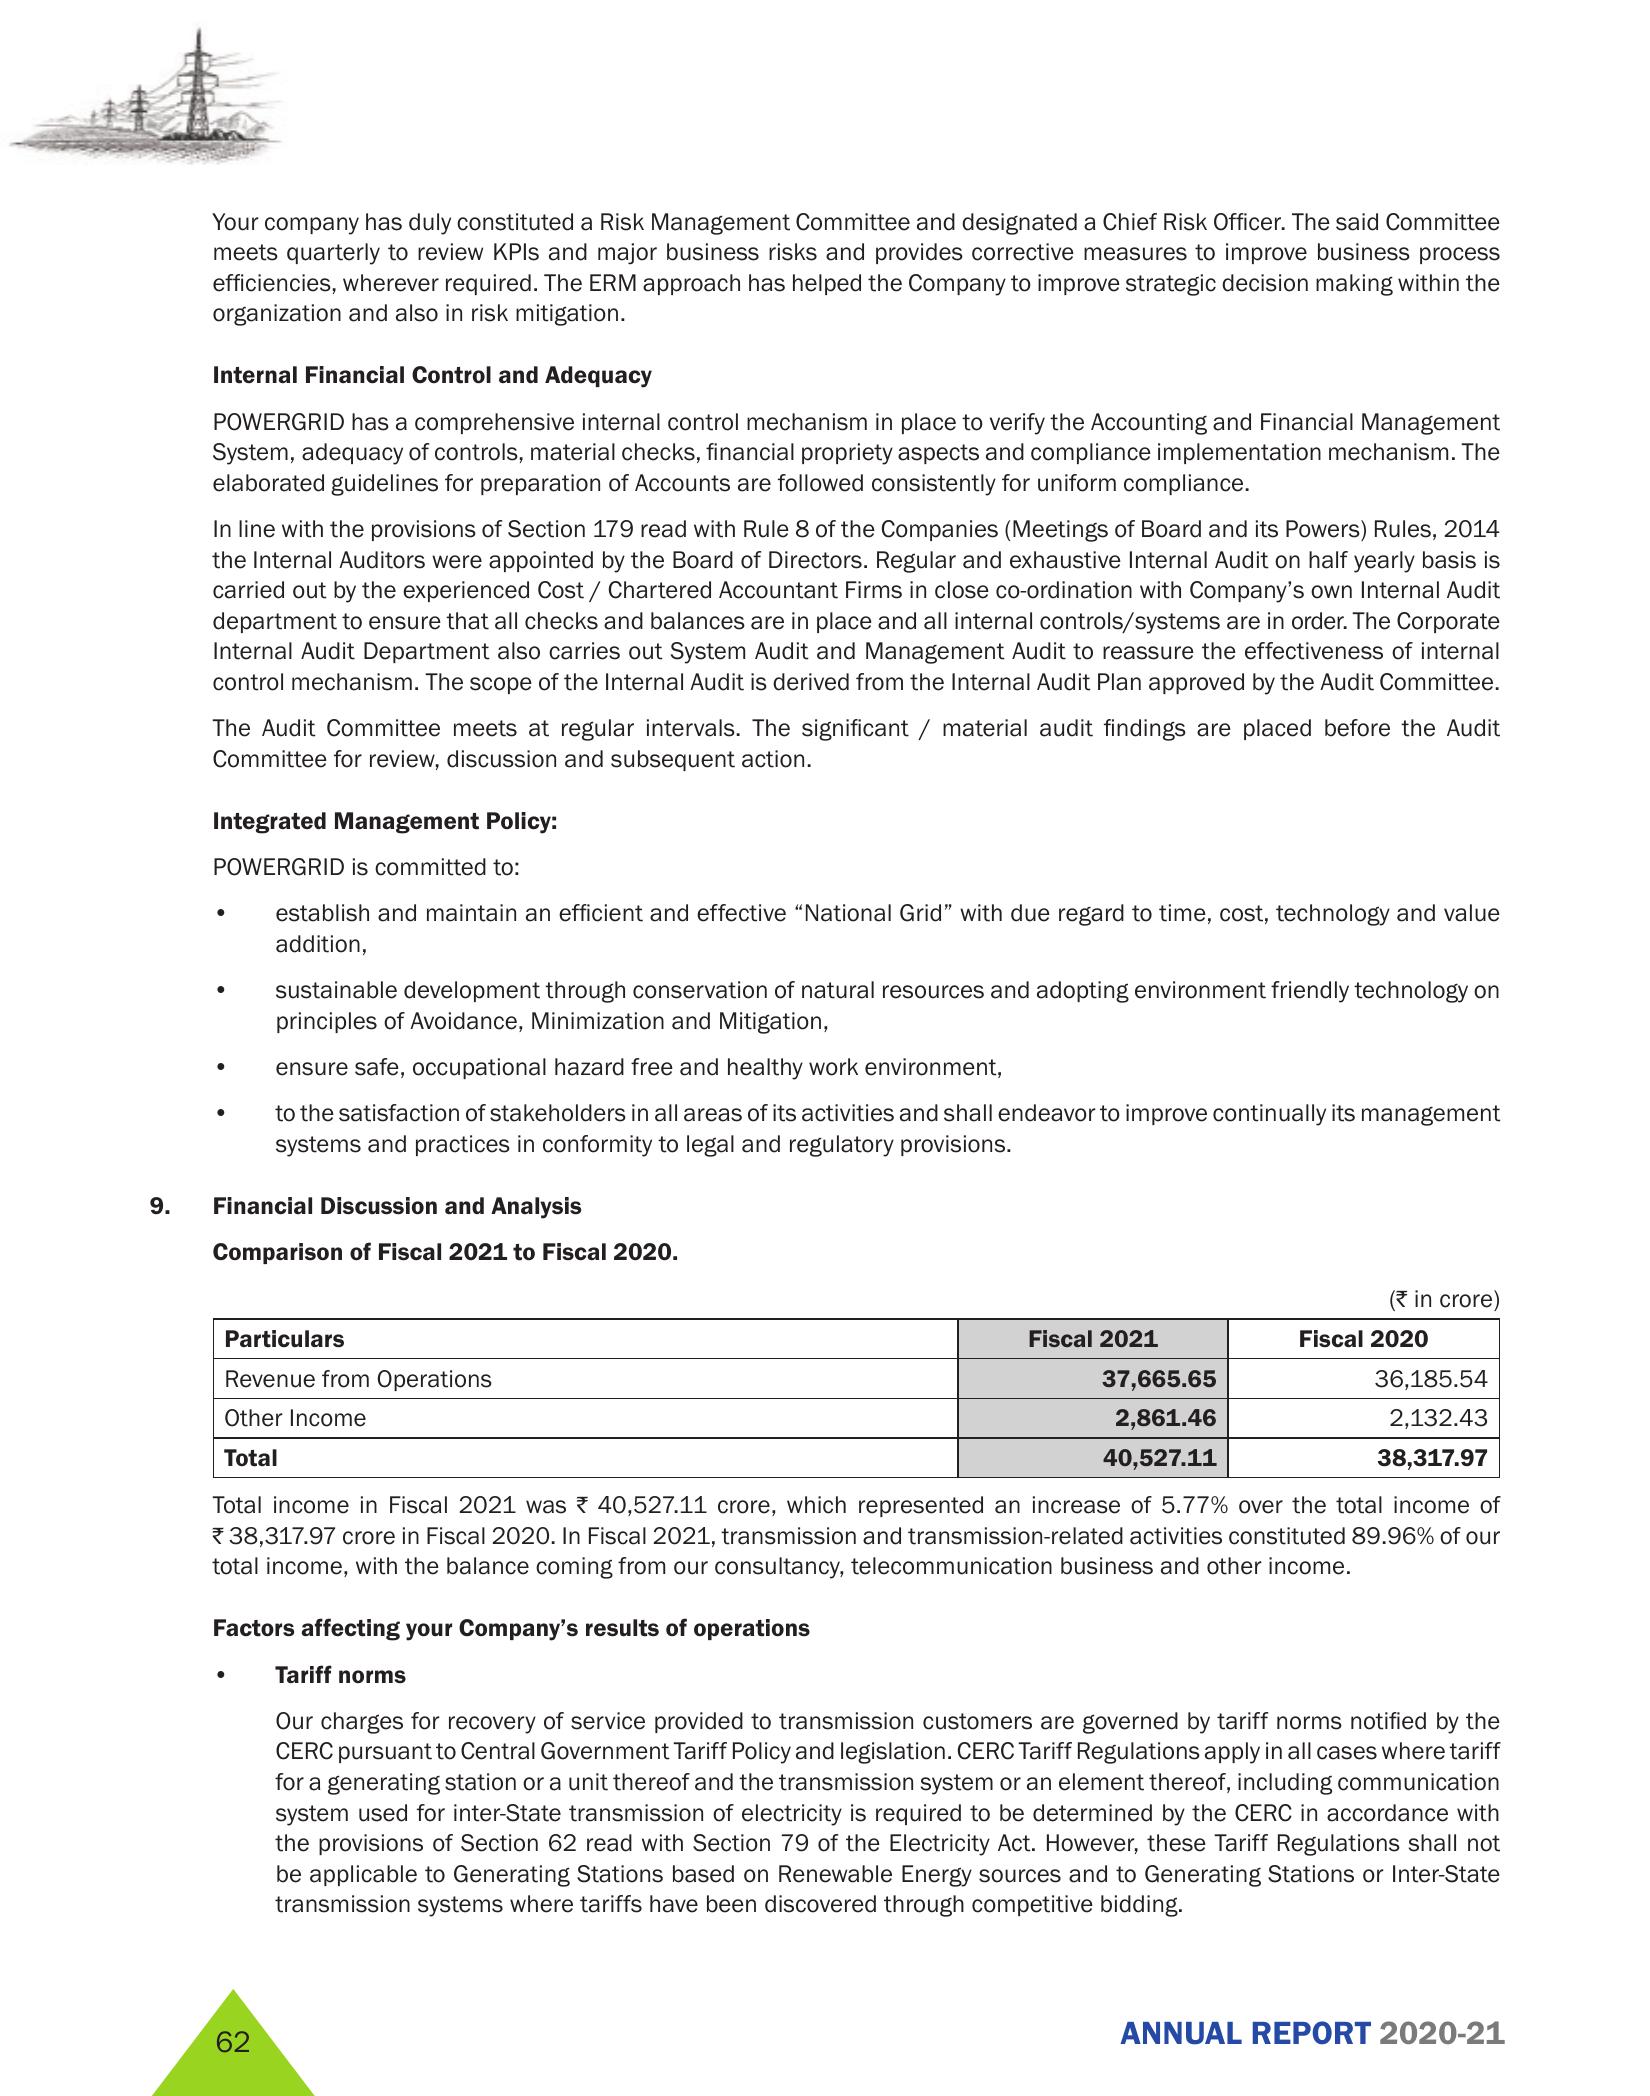 Your company has duly constituted a Risk Management Committee and designated a Chief Risk Officer. The said Committee
meets quarterly to review KPIs and major business risks and provides corrective measures to improve business process
efficiencies, wherever required. The ERM approach has helped the Company to improve strategic decision making within the
organization and also in risk mitigation.
Internal Financial Control and Adequacy
POWERGRID has a comprehensive internal control mechanism in place to verify the Accounting and Financial Management
System, adequacy of controls, material checks, financial propriety aspects and compliance implementation mechanism. The
elaborated guidelines for preparation of Accounts are followed consistently for uniform compliance.
In line with the provisions of Section 179 read with Rule 8 of the Companies (Meetings of Board and its Powers) Rules, 2014
the Internal Auditors were appointed by the Board of Directors. Regular and exhaustive Internal Audit on half yearly basis is
carried out by the experienced Cost / Chartered Accountant Firms in close co-ordination with Company’s own Internal Audit
department to ensure that all checks and balances are in place and all internal controls/systems are in order. The Corporate
Internal Audit Department also carries out System Audit and Management Audit to reassure the effectiveness of internal
control mechanism. The scope of the Internal Audit is derived from the Internal Audit Plan approved by the Audit Committee.
The Audit Committee meets at regular intervals. The significant / material audit findings are placed before the Audit
Committee for review, discussion and subsequent action.
Integrated Management Policy:
POWERGRID is committed to:
• establish and maintain an efficient and effective “National Grid” with due regard to time, cost, technology and value
addition,
• sustainable development through conservation of natural resources and adopting environment friendly technology on
principles of Avoidance, Minimization and Mitigation,
• ensure safe, occupational hazard free and healthy work environment,
• to the satisfaction of stakeholders in all areas of its activities and shall endeavor to improve continually its management
systems and practices in conformity to legal and regulatory provisions.
9. Financial Discussion and Analysis
Comparison of Fiscal 2021 to Fiscal 2020.
(₹ in crore)
Particulars Fiscal 2021 Fiscal 2020
Revenue from Operations 37,665.65 36,185.54
Other Income 2,861.46 2,132.43
Total 40,527.11 38,317.97
Total income in Fiscal 2021 was ₹ 40,527.11 crore, which represented an increase of 5.77% over the total income of
₹ 38,317.97 crore in Fiscal 2020. In Fiscal 2021, transmission and transmission-related activities constituted 89.96% of our
total income, with the balance coming from our consultancy, telecommunication business and other income.
Factors affecting your Company’s results of operations
• Tariff norms
Our charges for recovery of service provided to transmission customers are governed by tariff norms notified by the
CERC pursuant to Central Government Tariff Policy and legislation. CERC Tariff Regulations apply in all cases where tariff
for a generating station or a unit thereof and the transmission system or an element thereof, including communication
system used for inter-State transmission of electricity is required to be determined by the CERC in accordance with
the provisions of Section 62 read with Section 79 of the Electricity Act. However, these Tariff Regulations shall not
be applicable to Generating Stations based on Renewable Energy sources and to Generating Stations or Inter-State
transmission systems where tariffs have been discovered through competitive bidding.
62
ANNUAL REPORT 2020-21